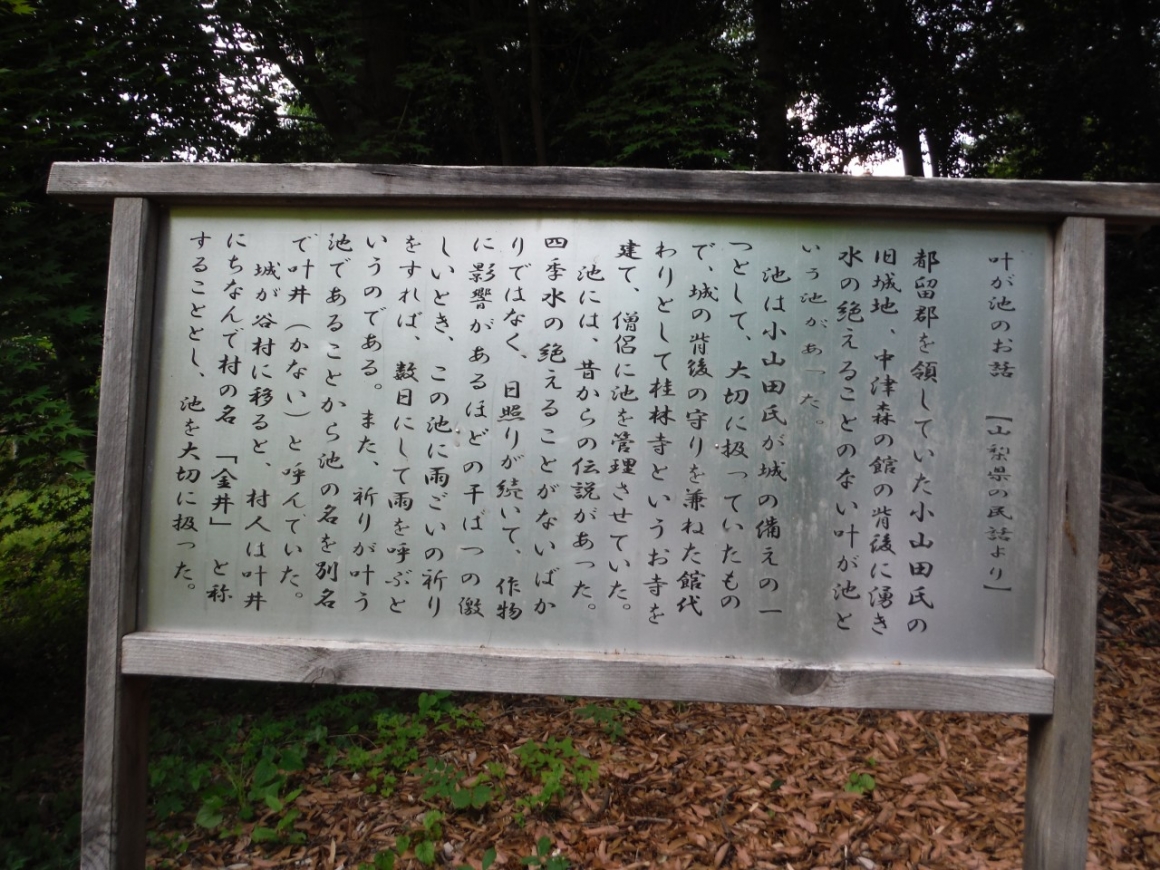 叶が池のお話 【山梨県の民話より】
都留郡を領していた小山田氏の
旧城地、中津森の館の背後に湧き
水の絶えることのない叶が池と
いう池があった。
池は小山田氏が城の備えの一
つとして、大切に扱っていたもの
で、城の背後の守りを兼ねた館代
わりとして桂林寺というお寺を
建て、僧侶に池を管理させていた。
池には、昔からの伝説があった。
四季水の絶えることがないばか
りではなく、日照りが続いて、作物
に影響があるほどの干ばつの激
しいとき、この池に雨ごいの祈り
をすれば、数日にして雨を呼ぶと
いうのである。また、祈りが叶う
池であることから池の名を別名
で叶井（かない）と呼んでいた。
城が谷村に移ると、村人は叶井
にちなんで村の名「金井」と称
することとし、池を大切に扱った。